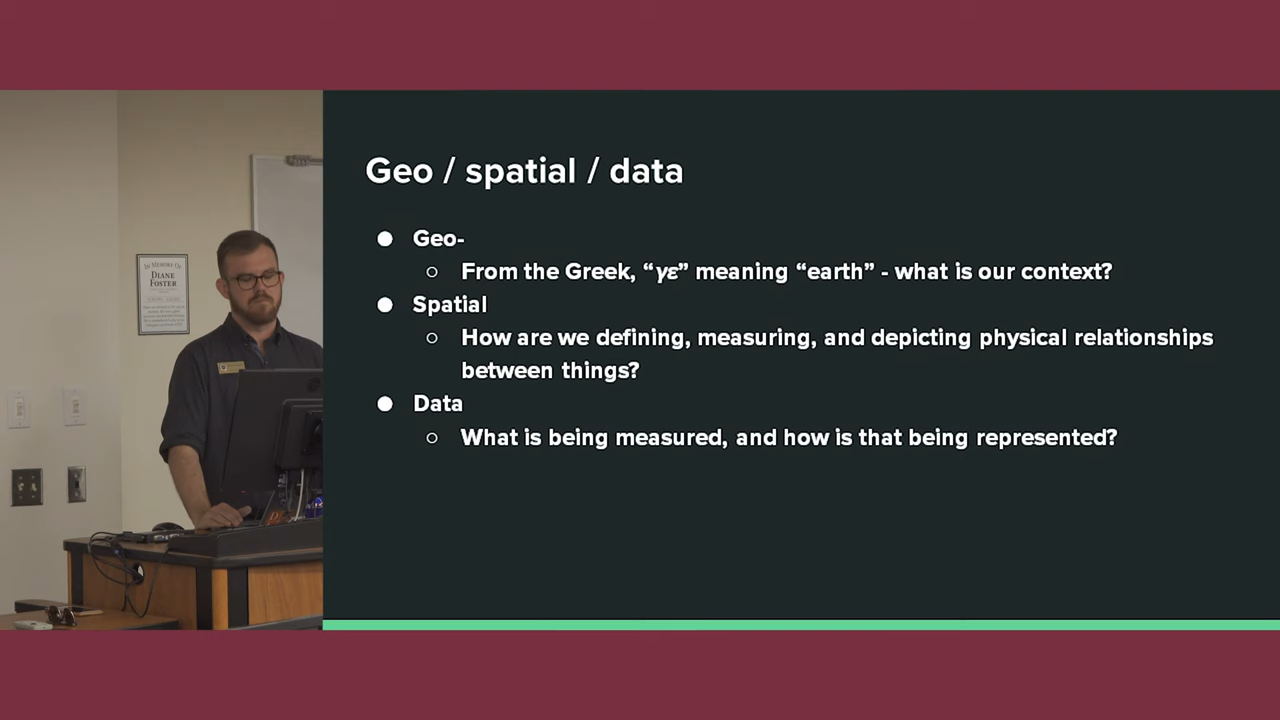 Geo / spatial / data
● Geo-
○ From the Greek, “γε” meaning “earth” - what is our context?
● Spatial
○ How are we defining, measuring, and depicting physical relationships
between things?
● Data
○ What is being measured, and how is that being represented?
In Memory Of
Diane
Foster